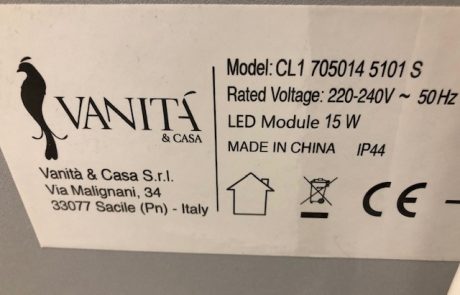 VANITÁ
& CASA
Vanità & Casa S.r.l.
Via Malignani, 34
33077 Sacile (Pn) - Italy
Model: CL1 705014 5101 S
Rated Voltage: 220-240V ~ 50Hz
LED Module 15 W
MADE IN CHINA IP44
CE